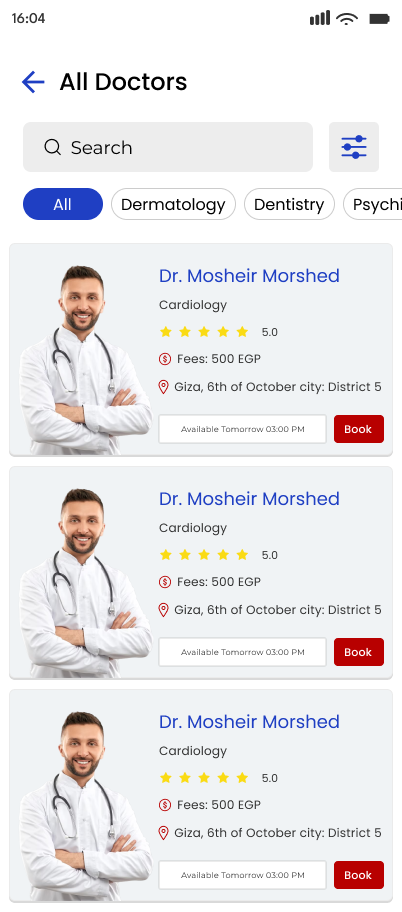 16:04
All Doctors
Search
All Dermatology Dentistry Psychi
Dr. Mosheir Morshed
Cardiology
5.0
Fees: 500 EGP
Giza, 6th of October city: District 5
Available Tomorrow 03:00 PM Book
Dr. Mosheir Morshed
Cardiology
5.0
Fees: 500 EGP
Giza, 6th of October city: District 5
Available Tomorrow 03:00 PM Book
Dr. Mosheir Morshed
Cardiology
5.0
Fees: 500 EGP
Giza, 6th of October city: District 5
Available Tomorrow 03:00 PM Book